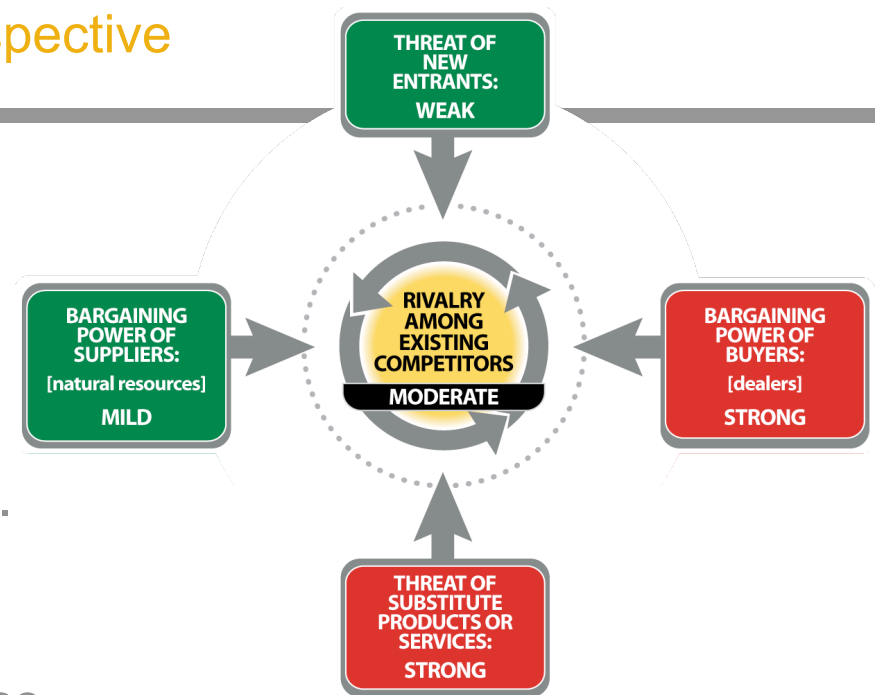 spective
THREAT OF
NEW
ENTRANTS:
WEAK
BARGAINING
POWER OF
SUPPLIERS:
[natural resources]
MILD
RIVALRY
AMONG
EXISTING
COMPETITORS
MODERATE
BARGAINING
POWER OF
BUYERS:
[dealers]
STRONG
.
THREAT OF
SUBSTITUTE
PRODUCTS OR
SERVICES:
STRONG